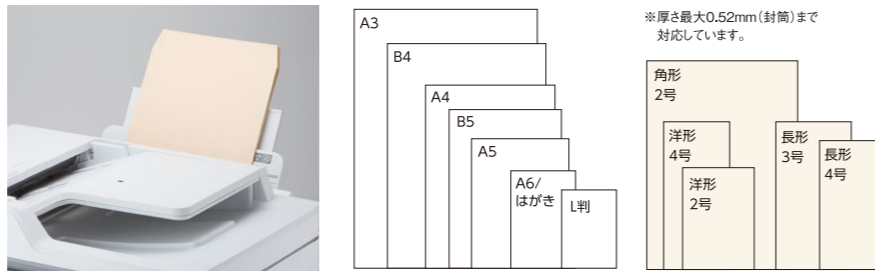 A3
B4
A4
B5
A5
A6/
はがき
L判
※厚さ最大0.52mm（封筒）まで
対応しています。
角形
2号
洋形
4号
洋形
2号
長形
3号
長形
4号